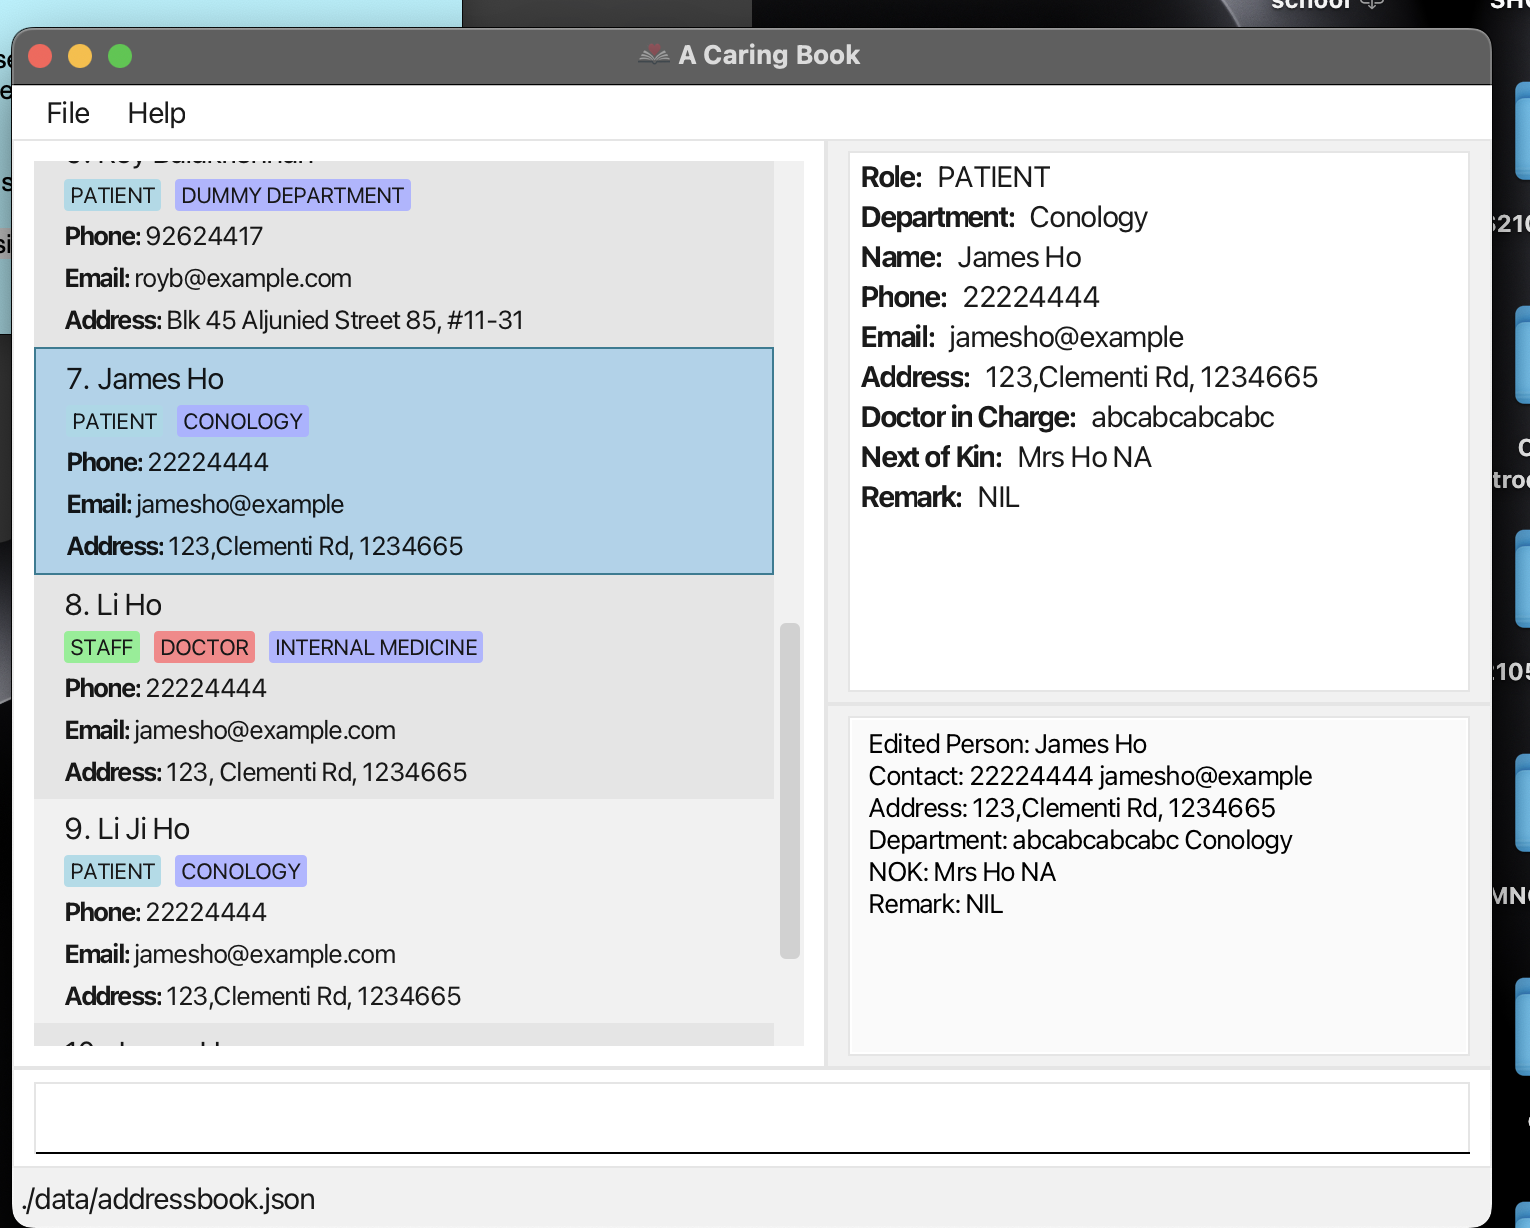 school
A Caring Book
File Help
PATIENT DUMMY DEPARTMENT
Phone: 92624417
Email: royb@example.com
Address: Blk 45 Aljunied Street 85, #11-31
7. James Ho
PATIENT CONOLOGY
Phone: 22224444
Email: jamesho@example
Address: 123,Clementi Rd, 1234665
8. Li Ho
STAFF DOCTOR INTERNAL MEDICINE
Phone: 22224444
Email: jamesho@example.com
Address: 123, Clementi Rd, 1234665
9. Li Ji Ho
PATIENT CONOLOGY
Phone: 22224444
Email: jamesho@example.com
Address: 123,Clementi Rd, 1234665
Role: PATIENT
Department: Conology
Name: James Ho
Phone: 22224444
Email: jamesho@example
Address: 123,Clementi Rd, 1234665
Doctor in Charge: abcabcabcabc
Next of Kin: Mrs Ho NA
Remark: NIL
Edited Person: James Ho
Contact: 22224444 jamesho@example
Address: 123,Clementi Rd, 1234665
Department: abcabcabcabc Conology
NOK: Mrs Ho NA
Remark: NIL
./data/addressbook.json